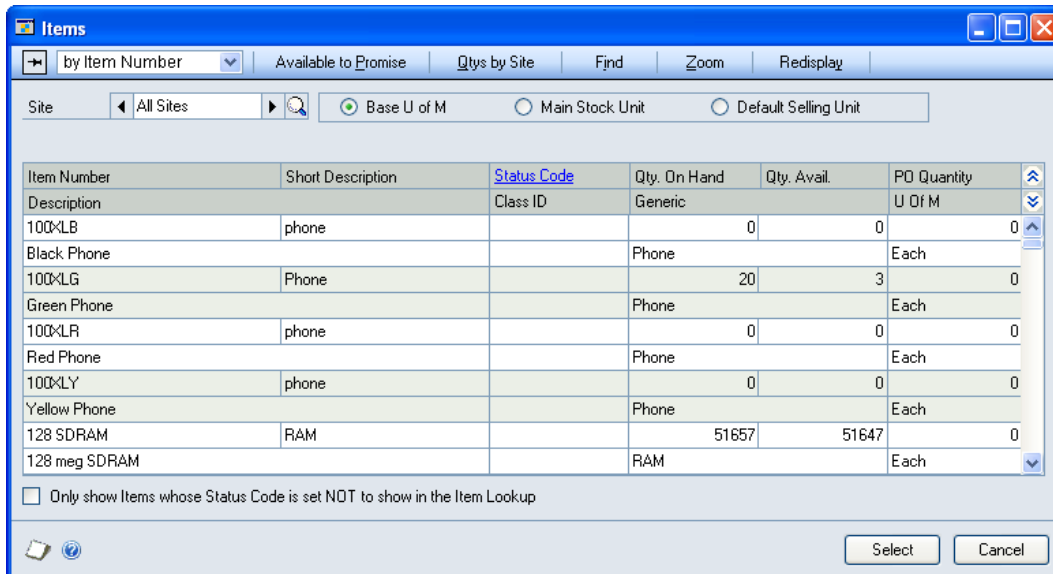 Items
by Item Number Available to Promise Qtys by Site Find Zoom Redisplay
Site All Sites Base U of M Main Stock Unit Default Selling Unit
Item Number Short Description Status Code Qty. On Hand Qty. Avail. PO Quantity
Description Class ID Generic U Of M
100XLB phone 0 0 0
Black Phone Phone Each
100XLG Phone 20 3 0
Green Phone Phone Each
100XLR phone 0 0 0
Red Phone Phone Each
100XLY phone 0 0 0
Yellow Phone Phone Each
128 SDRAM RAM 51657 51647 0
128 meg SDRAM RAM Each
Only show Items whose Status Code is set NOT to show in the Item Lookup
Select Cancel